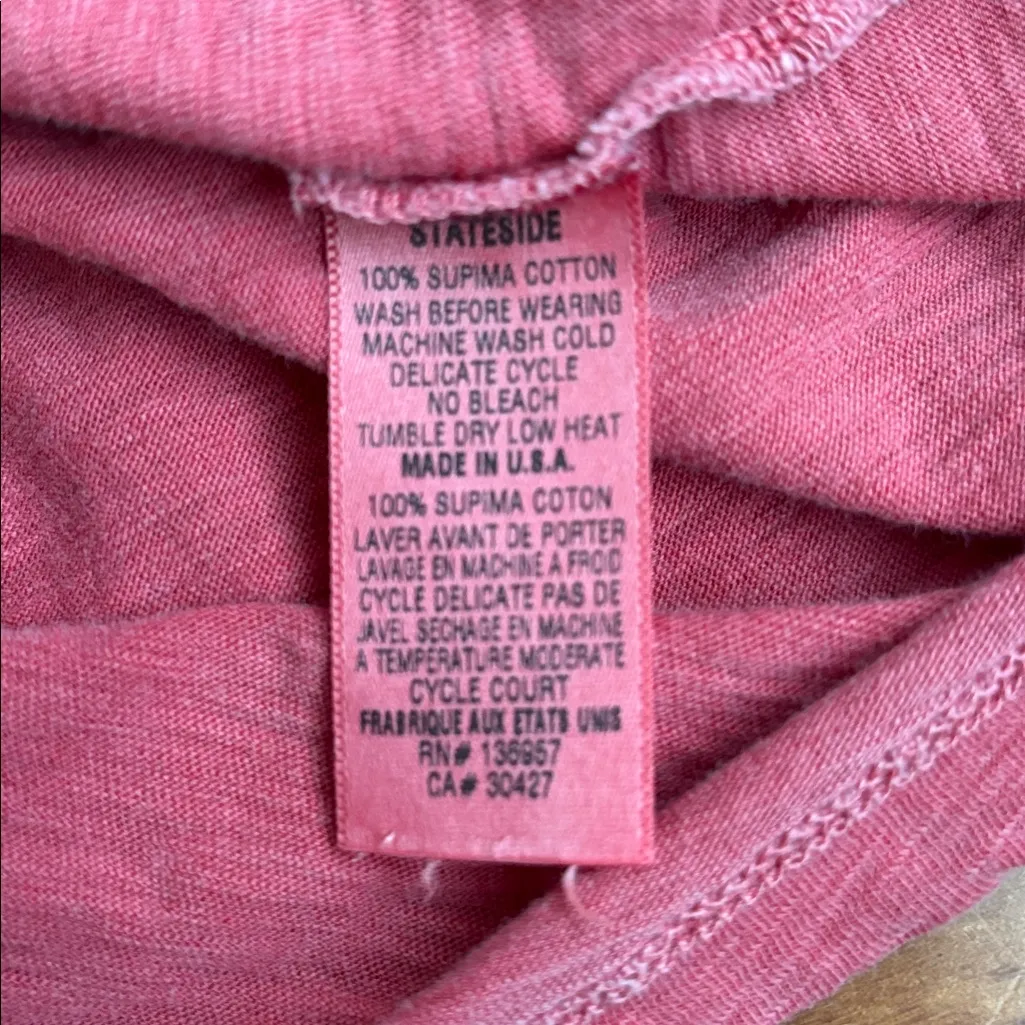 STATESIDE
100% SUPIMA COTTON
WASH BEFORE WEARING
MACHINE WASH COLD
DELICATE CYCLE
NO BLEACH
TUMBLE DRY LOW HEAT
MADE IN U.S.A.
100% SUPIMA COTON
LAVER AVANT DE PORTER
LAVAGE EN MACHINE A FROID
CYCLE DELICATE PAS DE
JAVEL SECHAGE EN MACHINE
A TEMPERATURE MODERATE
CYCLE COURT
FRABRIQUE AUX ETATS UNIS
RN# 136957
CA# 30427